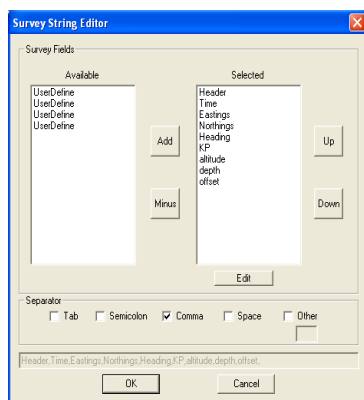 Survey String Editor
Survey Fields
Available
Selected
UserDefine
UserDefine
UserDefine
UserDefine
Header
Time
Eastings
Northings
Heading
KP
altitude
depth
offset
Add
Minus
Up
Down
Edit
Separator
Tab Semicolon Comma Space Other
Header,Time,Eastings,Northings,Heading,KP,altitude,depth,offset,
OK Cancel